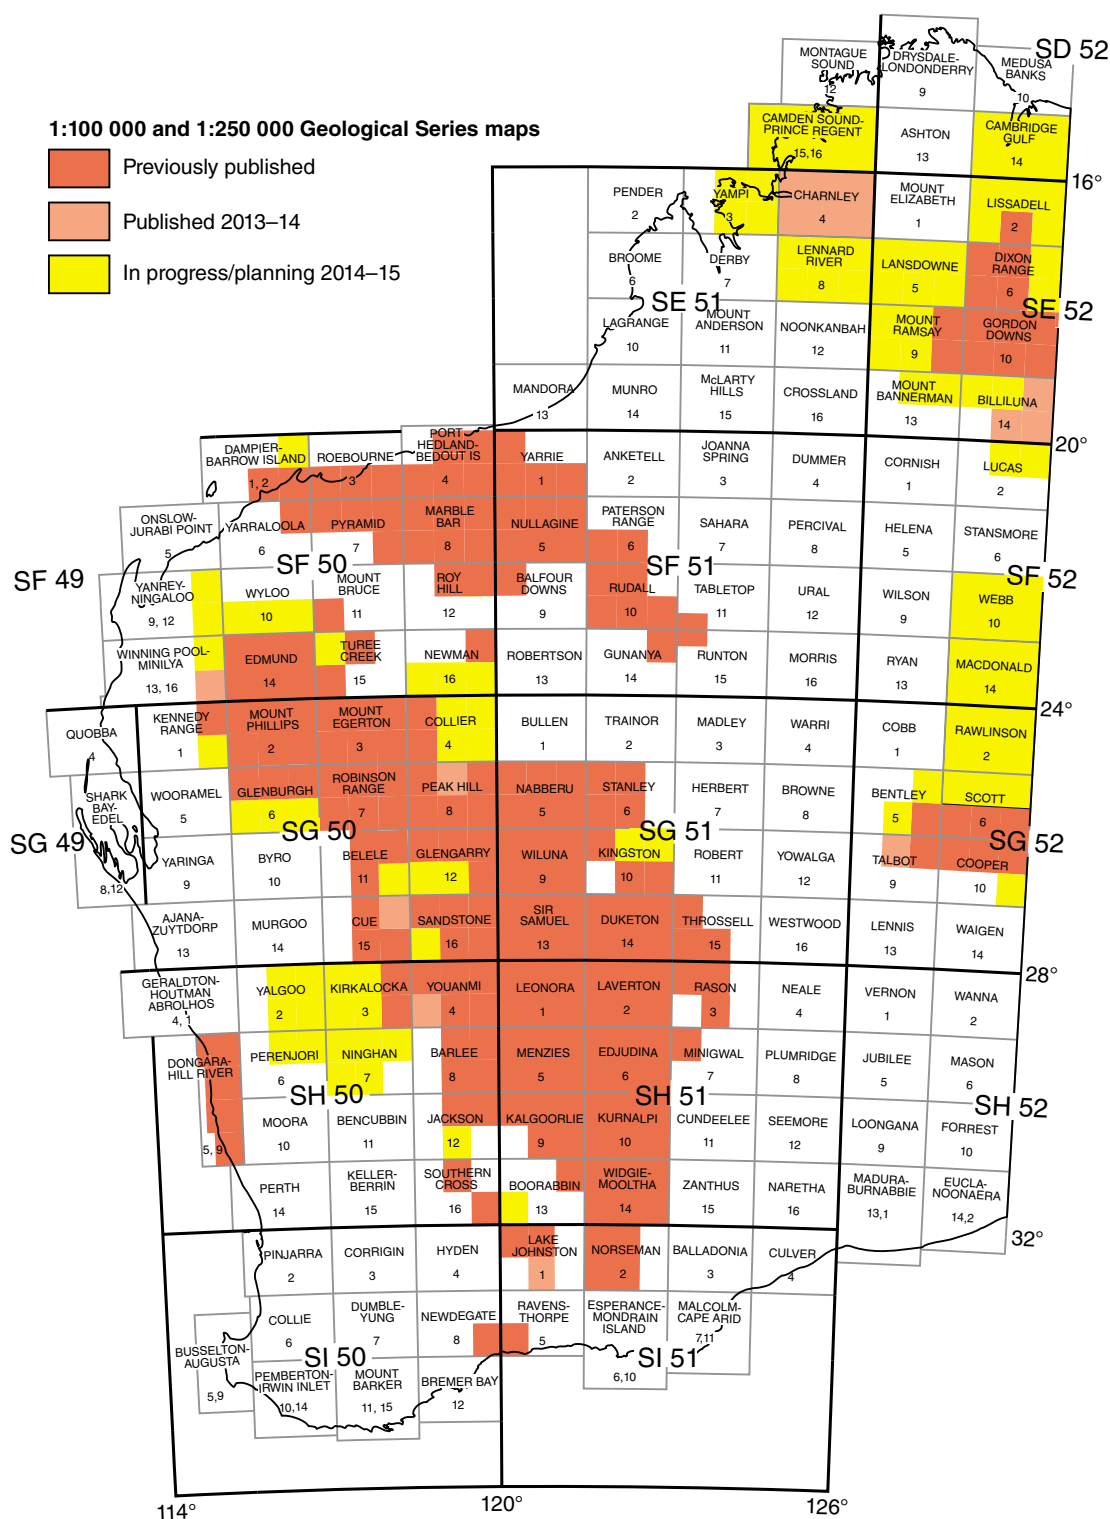 SD 52
MONTAGUE
SOUND
12
DRYSDALE-
LONDONDERRY
9
MEDUSA
BANKS
10
1:100 000 and 1:250 000 Geological Series maps
Previously published
Published 2013–14
In progress/planning 2014–15
CAMDEN SOUND-
PRINCE REGENT
15,16
ASHTON
13
CAMBRIDGE
GULF
14
16°
PENDER
2
YAMPI
3
CHARNLEY
4
MOUNT
ELIZABETH
1
LISSADELL
2
BROOME
6
DERBY
7
LENNARD
RIVER
8
LANSDOWNE
5
DIXON
RANGE
6
SE 51
SE 52
LAGRANGE
10
MOUNT
ANDERSON
11
NOONKANBAH
12
MOUNT
RAMSAY
9
GORDON
DOWNS
10
MANDORA
13
MUNRO
14
McLARTY
HILLS
15
CROSSLAND
16
MOUNT
BANNERMAN
13
BILLILUNA
14
20°
DAMPIER-
BARROW ISLAND
1, 2
ROEBOURNE
3
PORT
HEDLAND-
BEDOUT IS
4
YARRIE
1
ANKETELL
2
JOANNA
SPRING
3
DUMMER
4
CORNISH
1
LUCAS
2
ONSLOW-
JURABI POINT
5
YARRALOOLA
6
PYRAMID
7
MARBLE
BAR
8
NULLAGINE
5
PATERSON
RANGE
6
SAHARA
7
PERCIVAL
8
HELENA
5
STANSMORE
6
SF 49
SF 50
SF 51
SF 52
YANREY-
NINGALOO
9, 12
WYLOO
10
MOUNT
BRUCE
11
ROY
HILL
12
BALFOUR
DOWNS
9
RUDALL
10
TABLETOP
11
URAL
12
WILSON
9
WEBB
10
WINNING POOL-
MINILYA
13, 16
EDMUND
14
TUREE
CREEK
15
NEWMAN
16
ROBERTSON
13
GUNANYA
14
RUNTON
15
MORRIS
16
RYAN
13
MACDONALD
14
24°
QUOBBA
4
KENNEDY
RANGE
1
MOUNT
PHILLIPS
2
MOUNT
EGERTON
3
COLLIER
4
BULLEN
1
TRAINOR
2
MADLEY
3
WARRI
4
COBB
1
RAWLINSON
2
SHARK
BAY-
EDEL
8,12
WOORAMEL
5
GLENBURGH
6
ROBINSON
RANGE
7
PEAK HILL
8
NABBERU
5
STANLEY
6
HERBERT
7
BROWNE
8
BENTLEY
5
SCOTT
6
SG 49
SG 50
SG 51
SG 52
YARINGA
9
BYRO
10
BELELE
11
GLENGARRY
12
WILUNA
9
KINGSTON
10
ROBERT
11
YOWALGA
12
TALBOT
9
COOPER
10
AJANA-
ZUYTDORP
13
MURGOO
14
CUE
15
SANDSTONE
16
SIR
SAMUEL
13
DUKETON
14
THROSSELL
15
WESTWOOD
16
LENNIS
13
WAIGEN
14
28°
GERALDTON-
HOUTMAN
ABROLHOS
4, 1
YALGOO
2
KIRKALOCKA
3
YOUANMI
4
LEONORA
1
LAVERTON
2
RASON
3
NEALE
4
VERNON
1
WANNA
2
DONGARA-
HILL RIVER
5, 9
PERENJORI
6
NINGHAN
7
BARLEE
8
MENZIES
5
EDJUDINA
6
MINIGWAL
7
PLUMRIDGE
8
JUBILEE
5
MASON
6
SH 50
SH 51
SH 52
MOORA
10
BENCUBBIN
11
JACKSON
12
KALGOORLIE
9
KURNALPI
10
CUNDEELEE
11
SEEMORE
12
LOONGANA
9
FORREST
10
PERTH
14
KELLER-
BERRIN
15
SOUTHERN
CROSS
16
BOORABBIN
13
WIDGIE-
MOOLTHA
14
ZANTHUS
15
NARETHA
16
MADURA-
BURNABBIE
13,1
EUCLA-
NOONAERA
14,2
32°
PINJARRA
2
CORRIGIN
3
HYDEN
4
LAKE
JOHNSTON
1
NORSEMAN
2
BALLADONIA
3
CULVER
4
BUSSELTON-
AUGUSTA
5,9
COLLIE
6
DUMBLE-
YUNG
7
NEWDEGATE
8
RAVENS-
THORPE
5
ESPERANCE-
MONDRAIN
ISLAND
6,10
MALCOLM-
CAPE ARID
7,11
SI 50
SI 51
PEMBERTON-
IRWIN INLET
10,14
MOUNT
BARKER
11, 15
BREMER BAY
12
114°
120°
126°